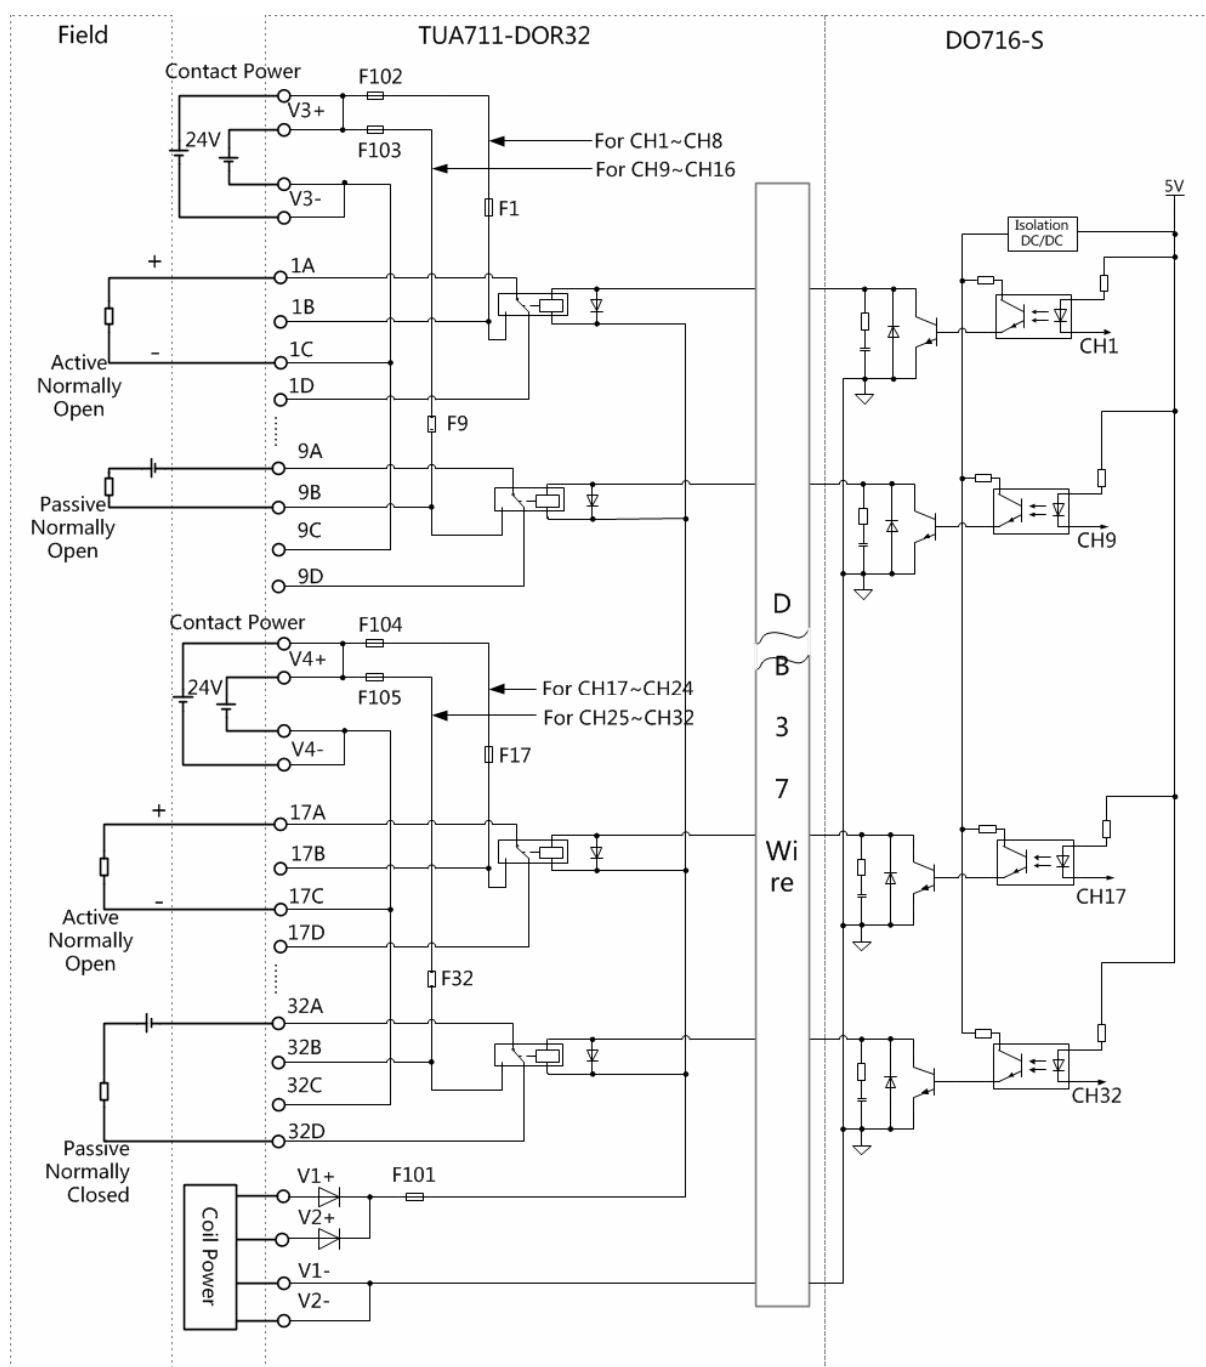 Field
TUA711-DOR32
DO716-S
Contact Power
F102
V3+
24V
F103
For CH1~CH8
For CH9~CH16
V3-
F1
5V
Isolation
DC/DC
+
1A
1B
1C
-
1D
Active
Normally
Open
CH1
F9
9A
9B
9C
9D
Passive
Normally
Open
CH9
Contact Power
F104
V4+
24V
F105
For CH17~CH24
For CH25~CH32
V4-
F17
D
B
3
7
Wi
re
+
17A
17B
17C
-
17D
Active
Normally
Open
CH17
F32
32A
32B
32C
32D
Passive
Normally
Closed
CH32
V1+
F101
V2+
V1-
V2-
Coil Power